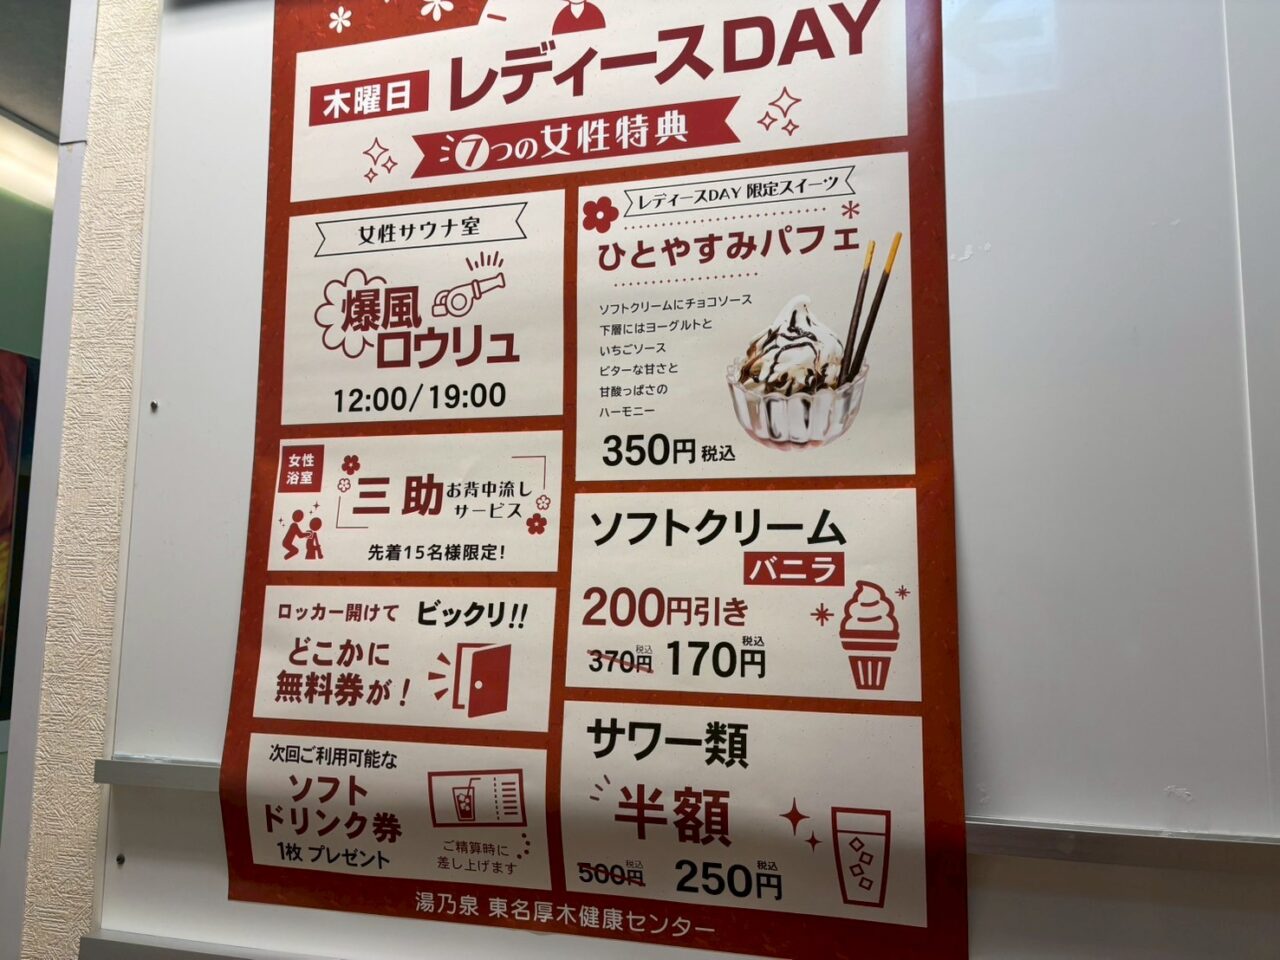 木曜日 レディースDAY
7つの女性特典
女性サウナ室
爆風
ロウリュ
12:00/19:00
女性
浴室
三助 お背中流し
サービス
先着15名様限定!
ロッカー開けて ビックリ!!
どこかに
無料券が!
次回ご利用可能な
ソフト
ドリンク券
1枚 プレゼント
ご精算時に
差し上げます
レディースDAY 限定スイーツ
ひとやすみパフェ
ソフトクリームにチョコソース
下層にはヨーグルトと
いちごソース
ビターな甘さと
甘酸っぱさの
ハーモニー
350円 税込
ソフトクリーム
バニラ
200円引き
370円 税込 170円 税込
サワー類
半額
500円 税込 250円 税込
湯乃泉 東名厚木健康センター